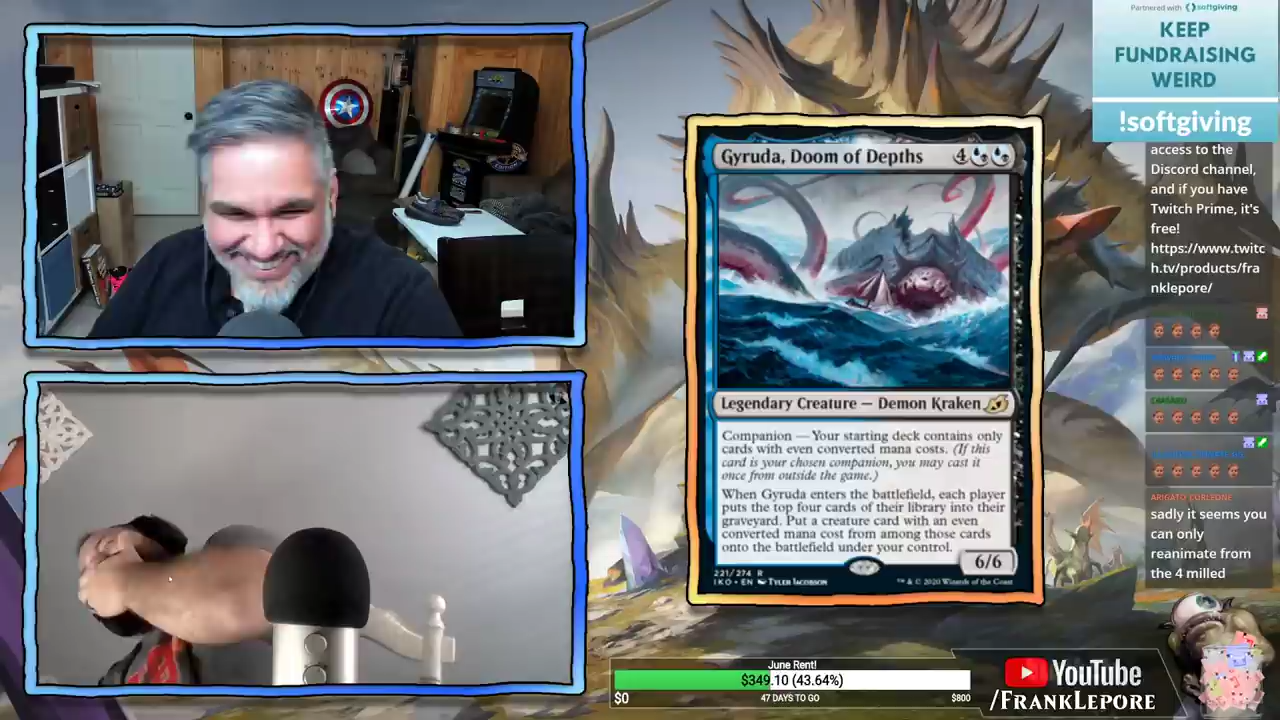 Partnered with softgiving
KEEP
FUNDRAISING
WEIRD
!softgiving
access to the
Discord channel,
and if you have
Twitch Prime, it's
free!
https://www.twitc
h.tv/products/fra
nklepore/
ARIGATO_CORLEONE
sadly it seems you
can only
reanimate from
the 4 milled
Gyruda, Doom of Depths 4
Legendary Creature — Demon Kraken
Companion — Your starting deck contains only
cards with even converted mana costs. (If this
card is your chosen companion, you may cast it
once from outside the game.)
When Gyruda enters the battlefield, each player
puts the top four cards of their library into their
graveyard. Put a creature card with an even
converted mana cost from among those cards
onto the battlefield under your control.
6/6
221/274 R
IKO • EN TYLER JACOBSON
™ & © 2020 Wizards of the Coast
June Rent!
$349.10 (43.64%)
$0 47 DAYS TO GO $800
YouTube
/FRANKLEPORE